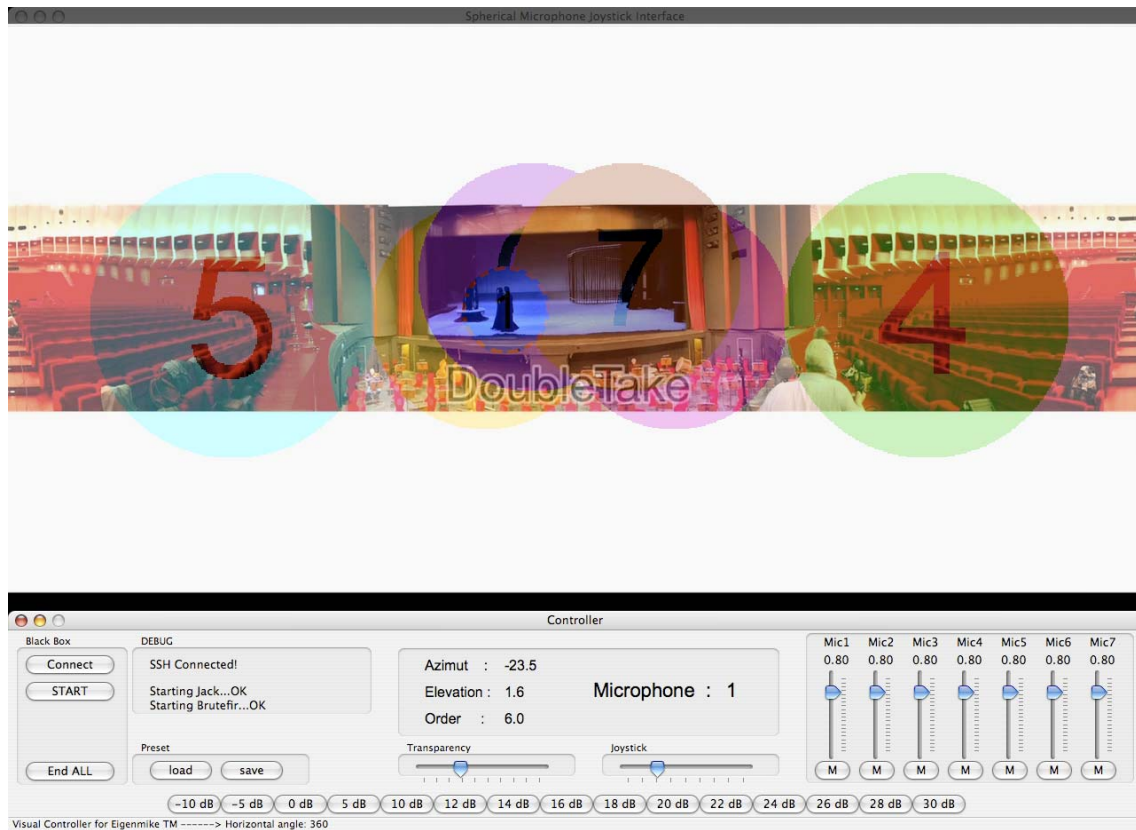 Spherical Microphone Joystick Interface
5
7
4
1
DoubleTake
Controller
Black Box
Connect
START
End ALL
DEBUG
SSH Connected!
Starting Jack...OK
Starting Brutefir...OK
Preset
load save
Azimut : -23.5
Elevation : 1.6
Order : 6.0
Microphone : 1
Transparency
Joystick
Mic1 Mic2 Mic3 Mic4 Mic5 Mic6 Mic7
0.80 0.80 0.80 0.80 0.80 0.80 0.80
M M M M M M M
-10 dB -5 dB 0 dB 5 dB 10 dB 12 dB 14 dB 16 dB 18 dB 20 dB 22 dB 24 dB 26 dB 28 dB 30 dB
Visual Controller for Eigenmike TM ------> Horizontal angle: 360